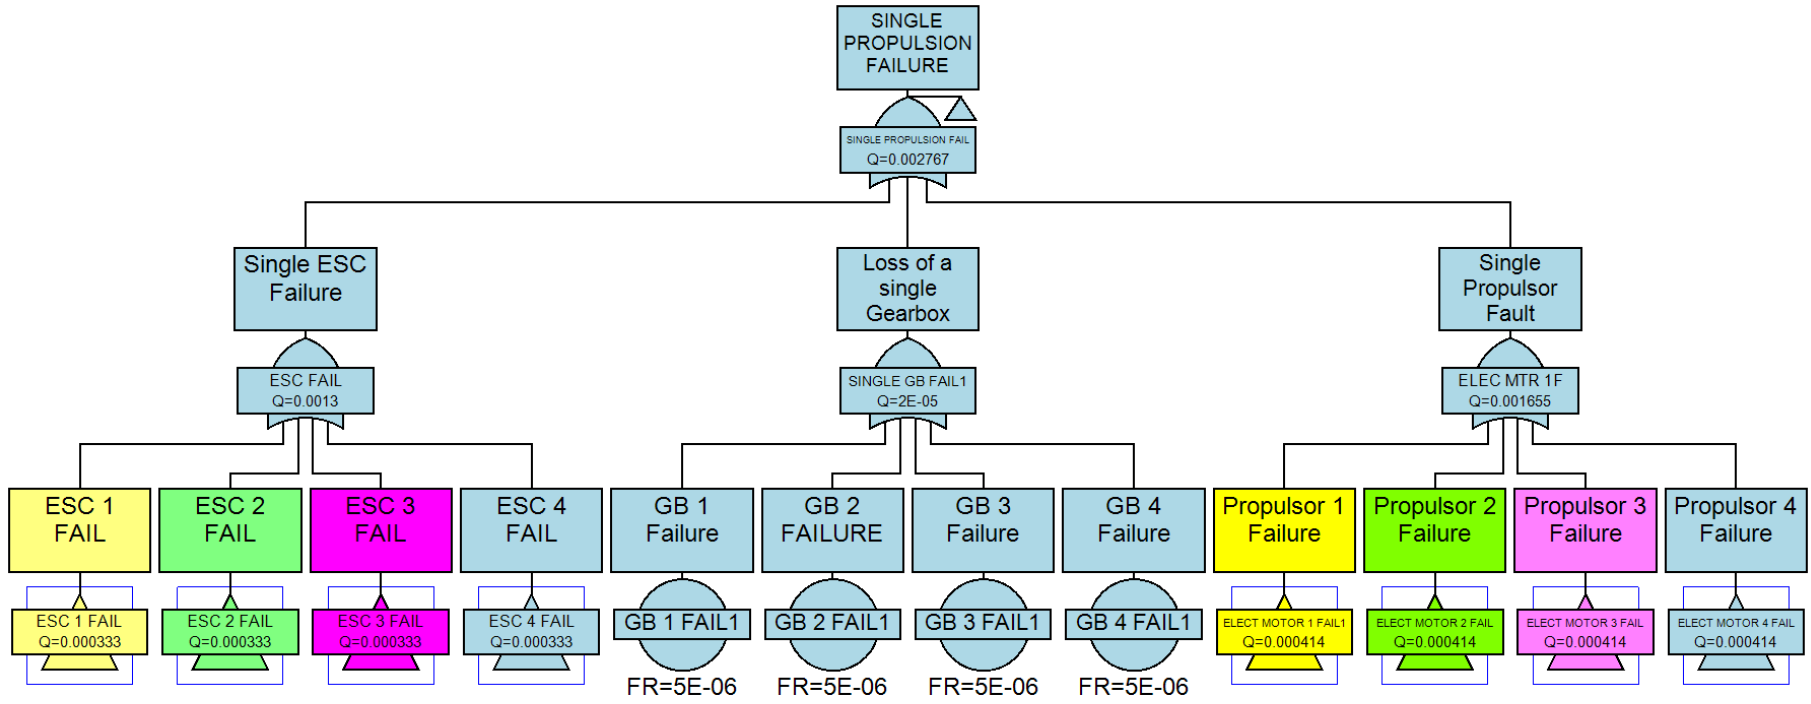 SINGLE
PROPULSION
FAILURE
SINGLE PROPULSION FAIL
Q=0.002767
Single ESC
Failure
Loss of a
single
Gearbox
Single
Propulsor
Fault
ESC FAIL
Q=0.0013
SINGLE GB FAIL1
Q=2E-05
ELEC MTR 1F
Q=0.001655
ESC 1
FAIL
ESC 2
FAIL
ESC 3
FAIL
ESC 4
FAIL
GB 1
Failure
GB 2
FAILURE
GB 3
Failure
GB 4
Failure
Propulsor 1
Failure
Propulsor 2
Failure
Propulsor 3
Failure
Propulsor 4
Failure
ESC 1 FAIL
Q=0.000333
ESC 2 FAIL
Q=0.000333
ESC 3 FAIL
Q=0.000333
ESC 4 FAIL
Q=0.000333
GB 1 FAIL1
FR=5E-06
GB 2 FAIL1
FR=5E-06
GB 3 FAIL1
FR=5E-06
GB 4 FAIL1
FR=5E-06
ELECT MOTOR 1 FAIL1
Q=0.000414
ELECT MOTOR 2 FAIL
Q=0.000414
ELECT MOTOR 3 FAIL
Q=0.000414
ELECT MOTOR 4 FAIL
Q=0.000414